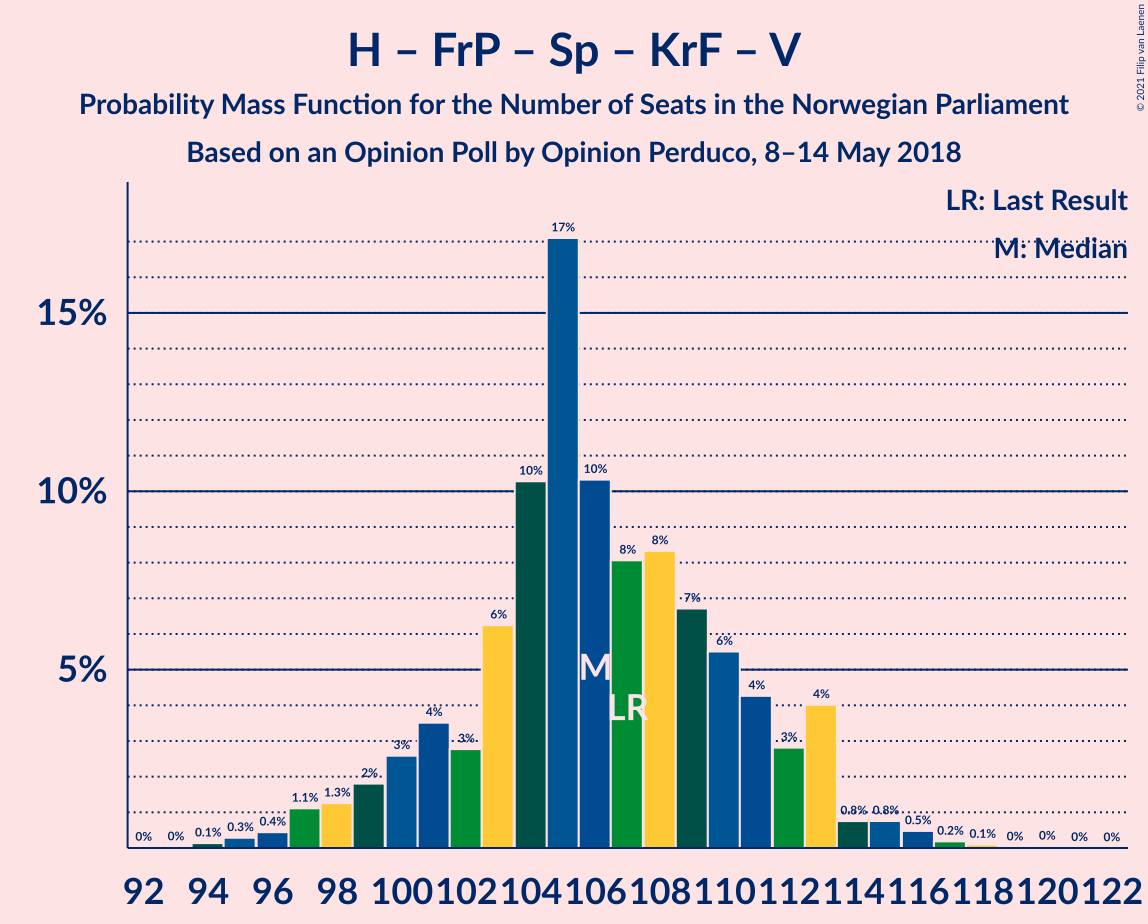 H – FrP – Sp – KrF – V
Probability Mass Function for the Number of Seats in the Norwegian Parliament
Based on an Opinion Poll by Opinion Perduco, 8–14 May 2018
© 2021 Filip van Laenen
LR: Last Result
M: Median
15%
10%
5%
0% 0% 0.1% 0.3% 0.4% 1.1% 1.3% 2% 3% 4% 3% 6% 10% 17% 10% 8% 8% 7% 6% 4% 3% 4% 0.8% 0.8% 0.5% 0.2% 0.1% 0% 0% 0% 0%
M
LR
92 94 96 98 100 102 104 106 108 110 112 114 116 118 120 122